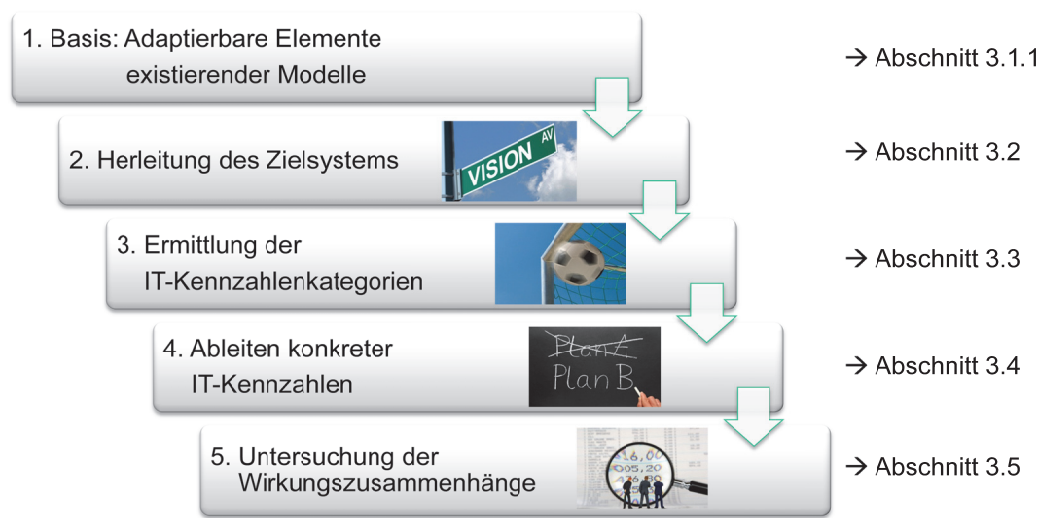 1. Basis: Adaptierbare Elemente
existierender Modelle
→ Abschnitt 3.1.1
2. Herleitung des Zielsystems
VISION AV
→ Abschnitt 3.2
3. Ermittlung der
IT-Kennzahlenkategorien
→ Abschnitt 3.3
4. Ableiten konkreter
IT-Kennzahlen
Plan A
Plan B
→ Abschnitt 3.4
5. Untersuchung der
Wirkungszusammenhänge
005,20
→ Abschnitt 3.5